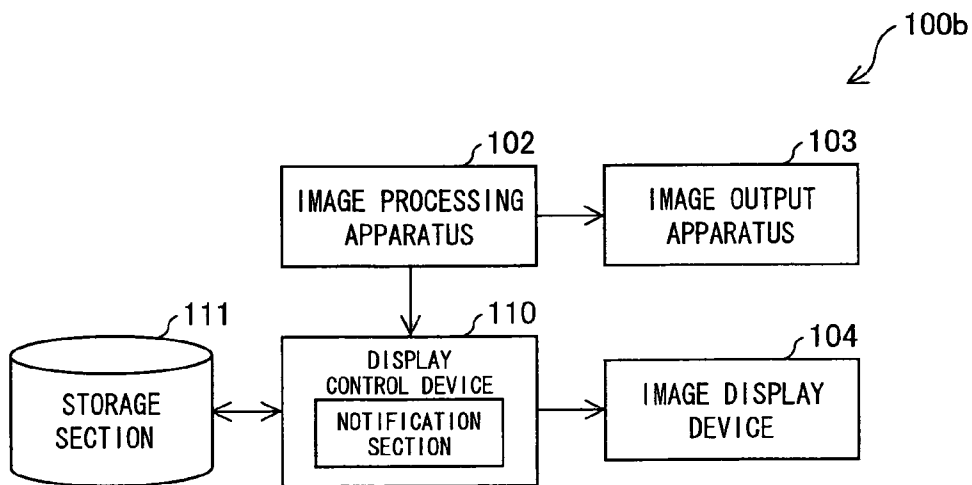 100b
102
IMAGE PROCESSING
APPARATUS
103
IMAGE OUTPUT
APPARATUS
111
STORAGE
SECTION
110
DISPLAY
CONTROL DEVICE
NOTIFICATION
SECTION
104
IMAGE DISPLAY
DEVICE